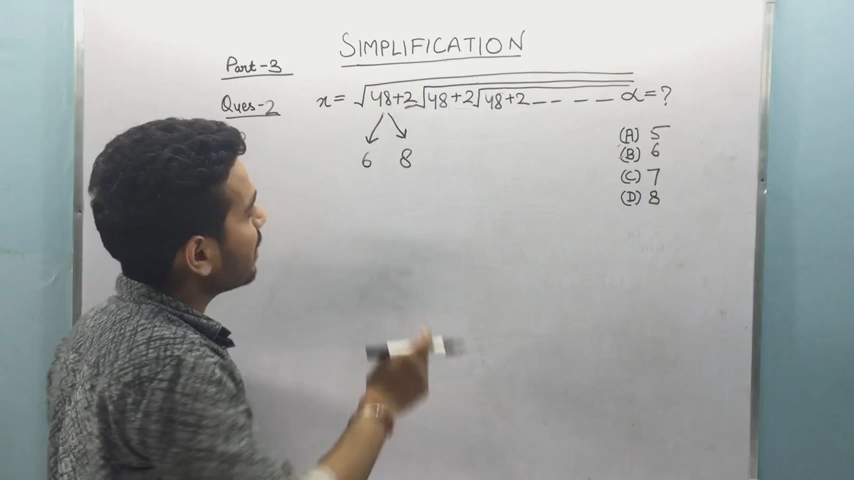 SIMPLIFICATION
Part-3
Ques-2 x = √48+2√48+2√48+2 - - - - α = ?
6 8
(A) 5
(B) 6
(C) 7
(D) 8